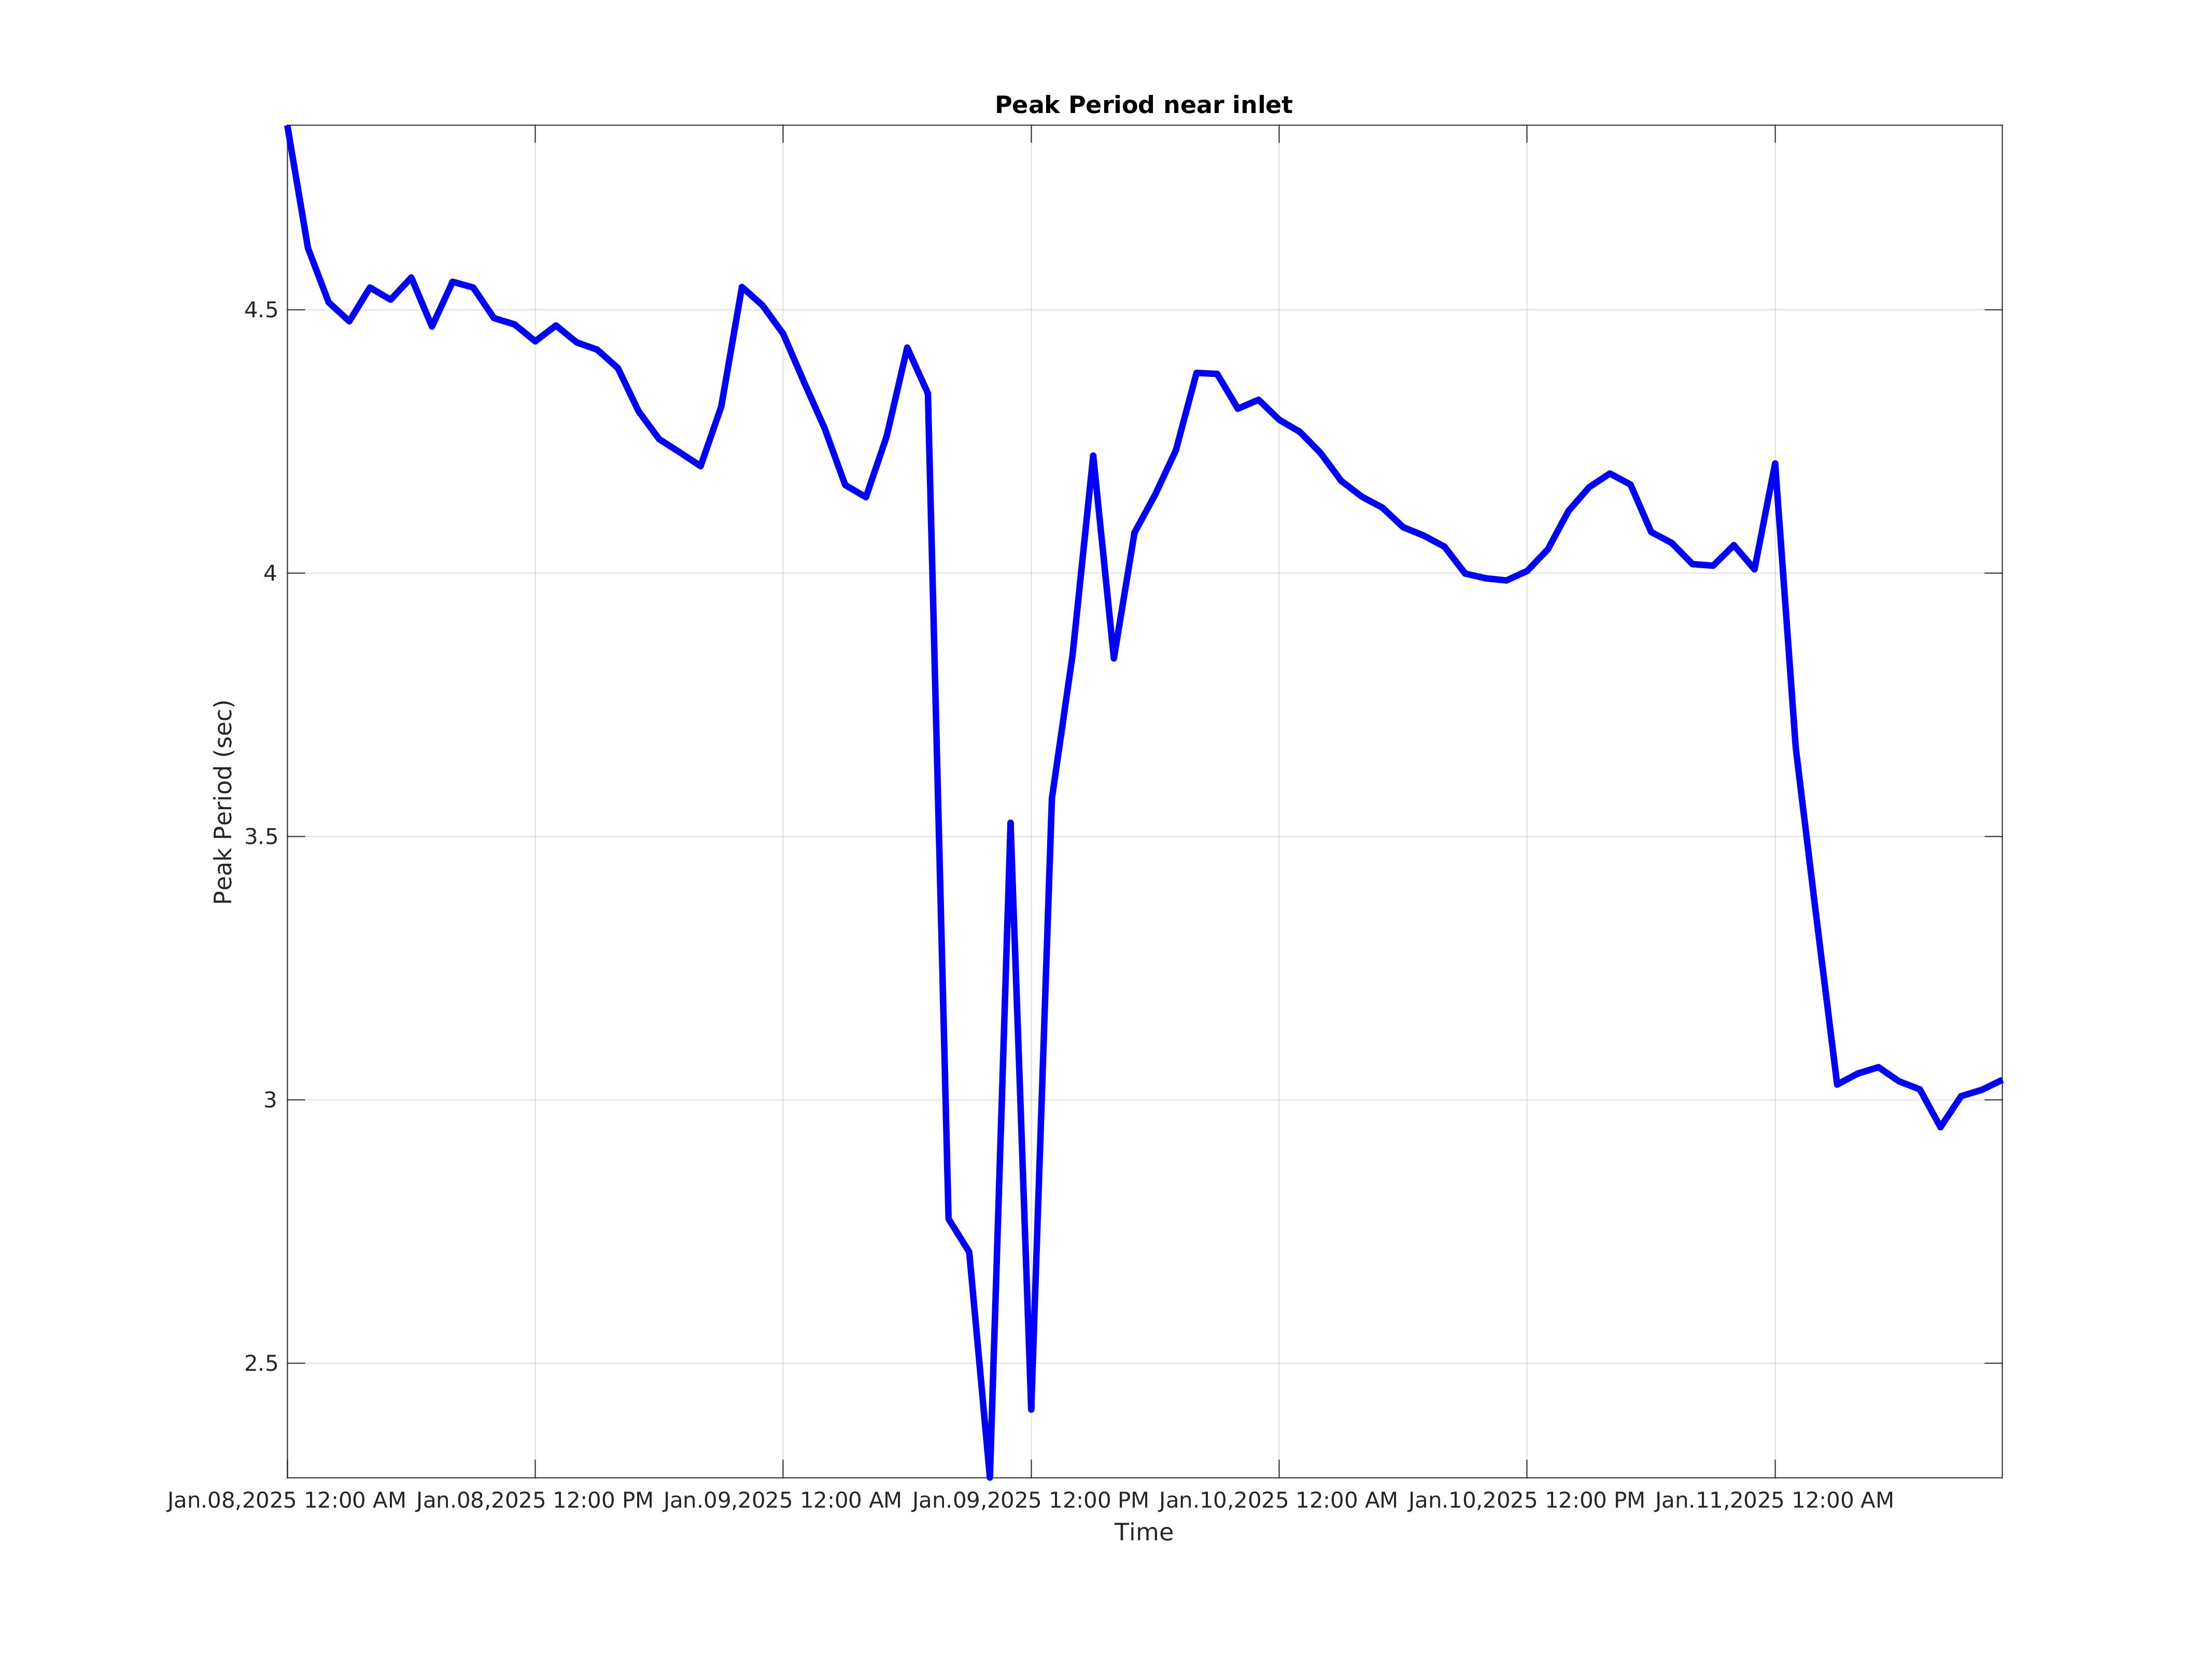 Peak Period near inlet
Peak Period (sec)
4.5
4
3.5
3
2.5
Jan.08,2025 12:00 AM Jan.08,2025 12:00 PM Jan.09,2025 12:00 AM Jan.09,2025 12:00 PM Jan.10,2025 12:00 AM Jan.10,2025 12:00 PM Jan.11,2025 12:00 AM
Time